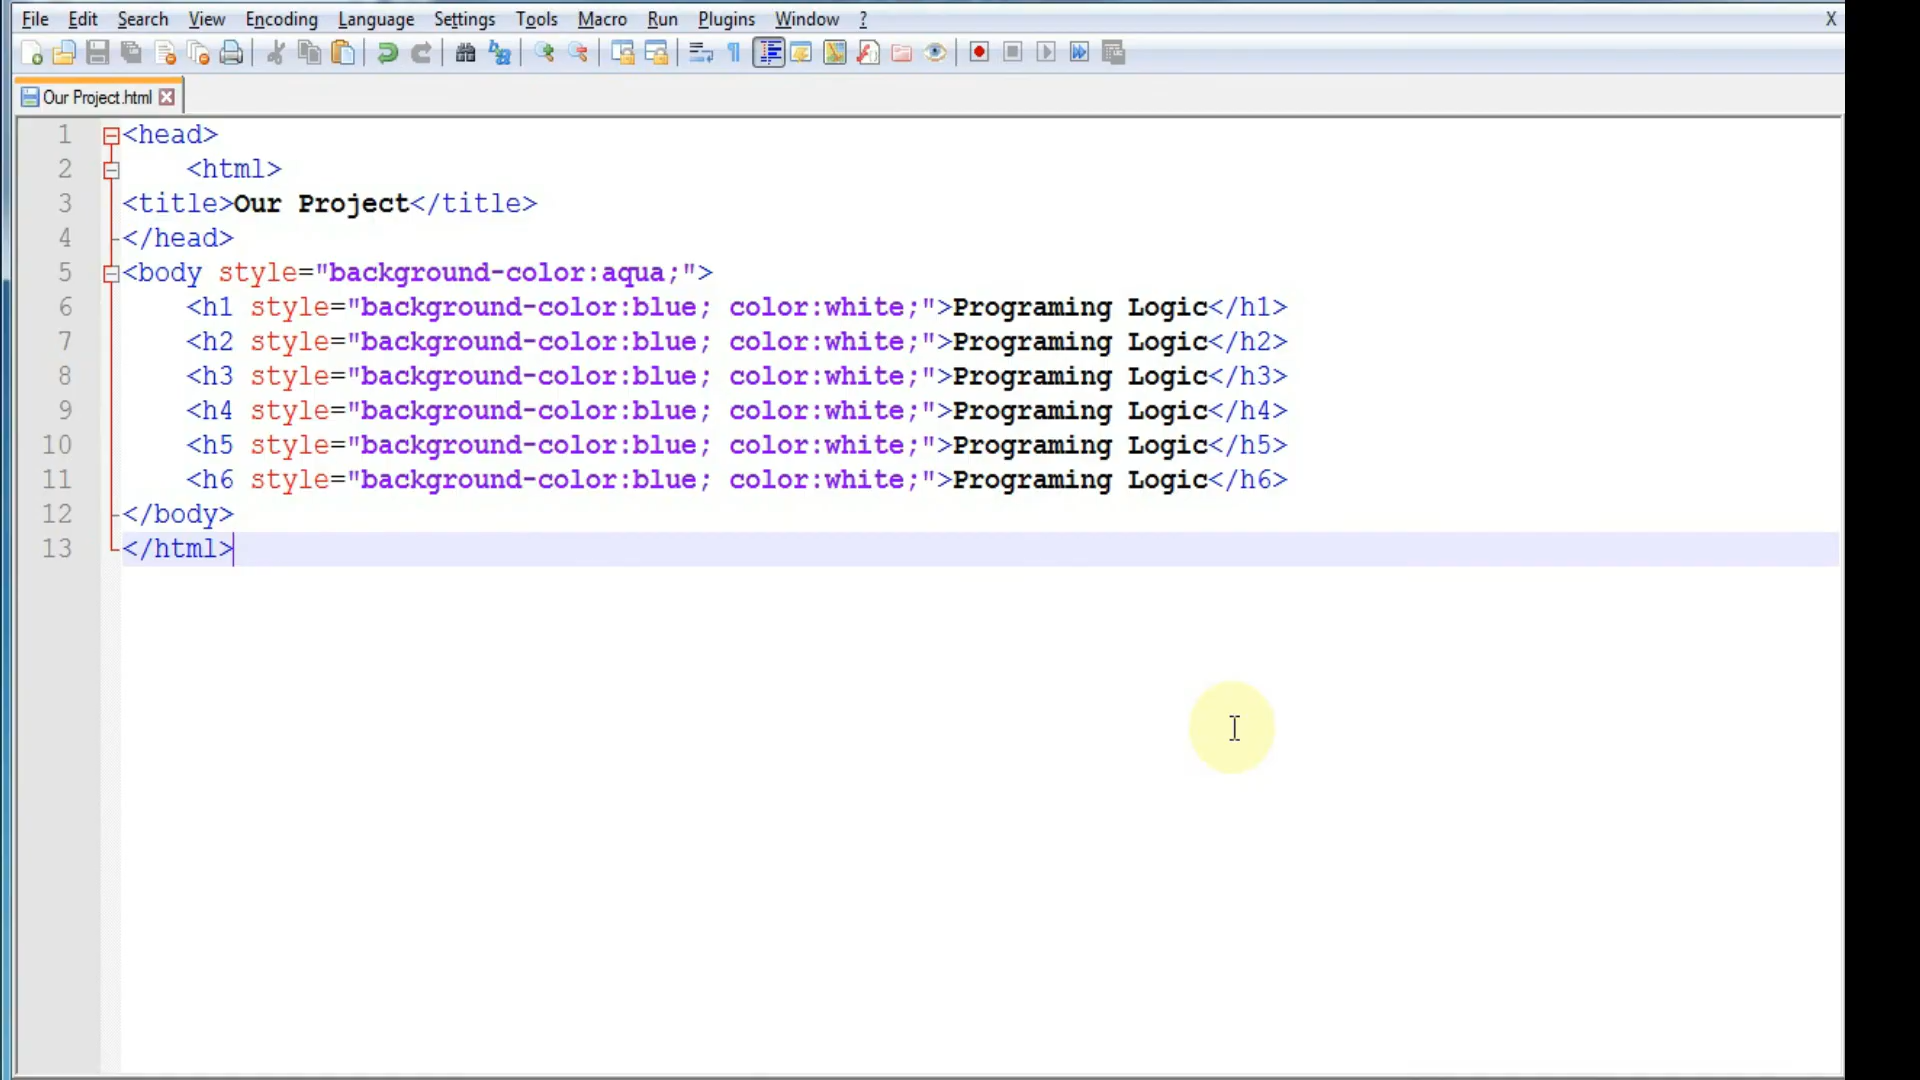 File Edit Search View Encoding Language Settings Tools Macro Run Plugins Window ? X
Our Project.html
1 <head>
2 <html>
3 <title>Our Project</title>
4 </head>
5 <body style="background-color:aqua;">
6 <h1 style="background-color:blue; color:white;">Programing Logic</h1>
7 <h2 style="background-color:blue; color:white;">Programing Logic</h2>
8 <h3 style="background-color:blue; color:white;">Programing Logic</h3>
9 <h4 style="background-color:blue; color:white;">Programing Logic</h4>
10 <h5 style="background-color:blue; color:white;">Programing Logic</h5>
11 <h6 style="background-color:blue; color:white;">Programing Logic</h6>
12 </body>
13 </html>